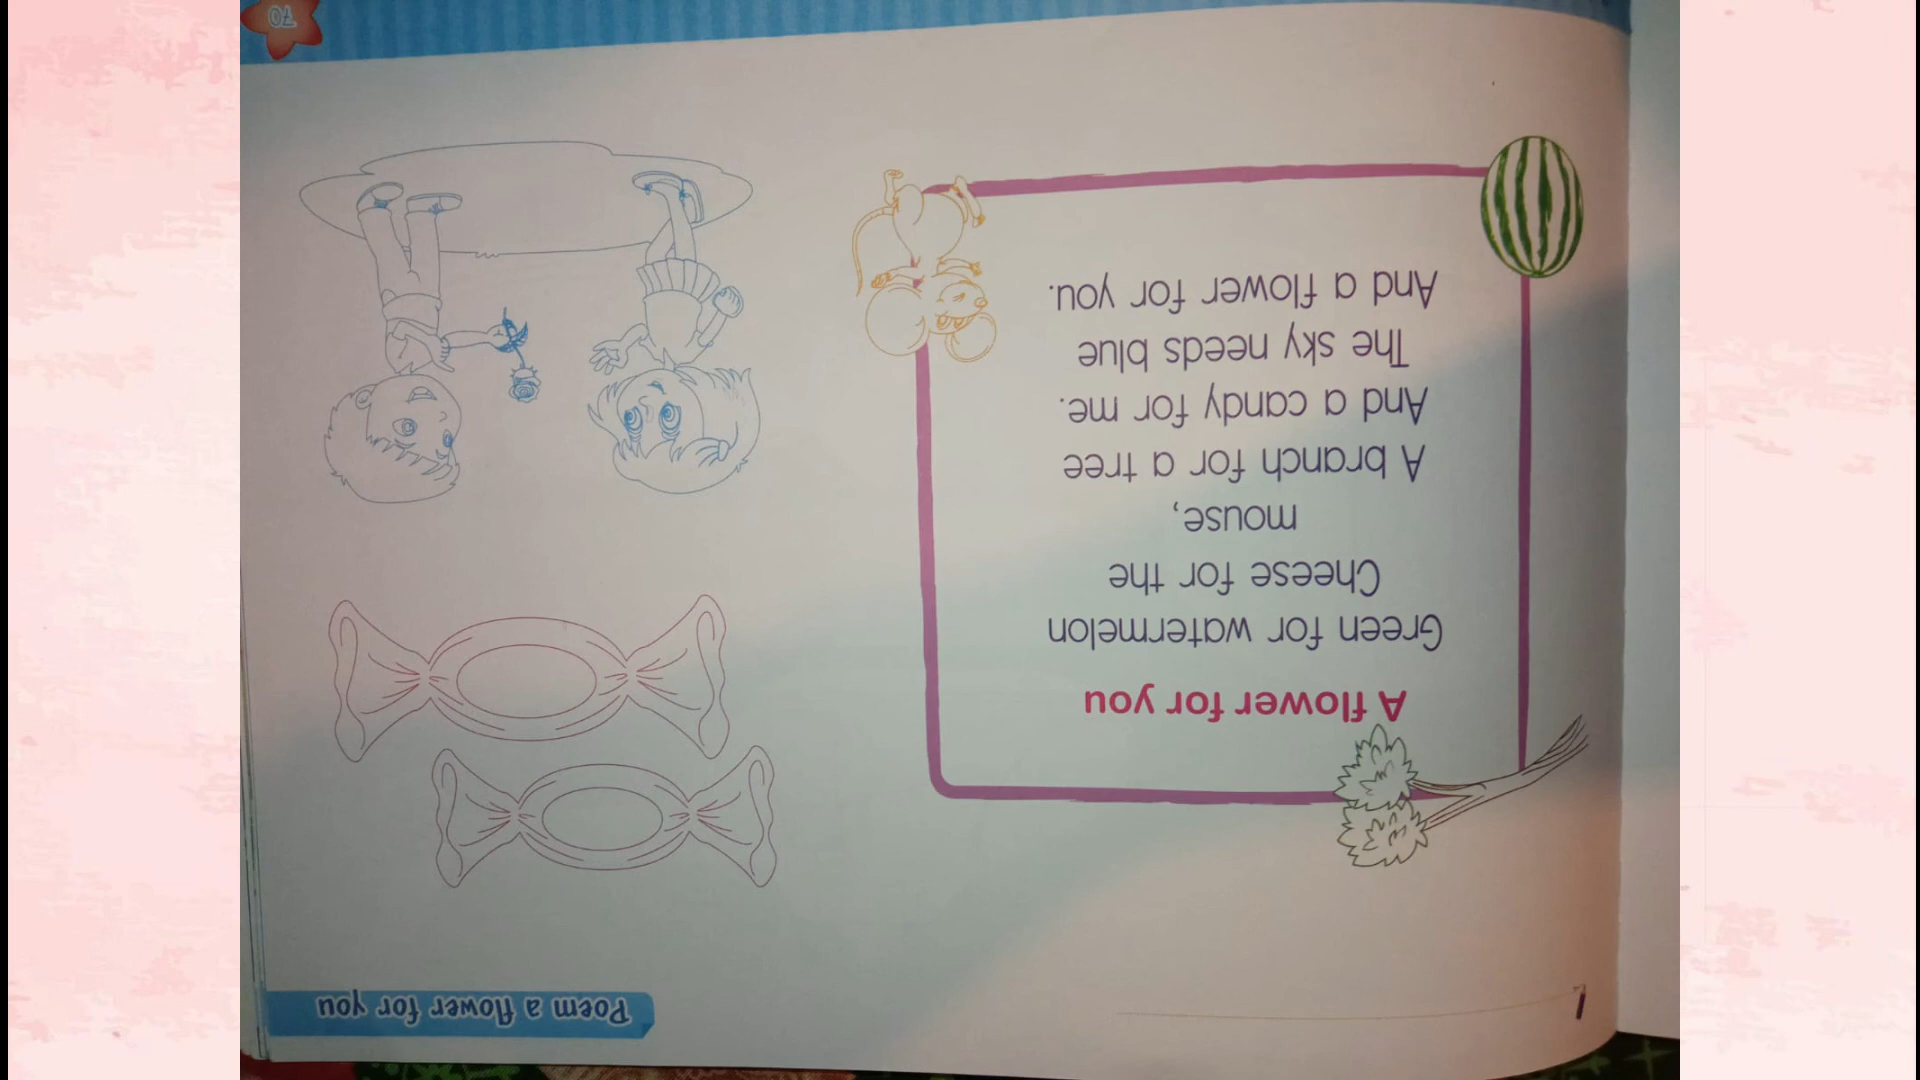 Poem a flower for you
A flower for you
Green for watermelon
Cheese for the
mouse,
A branch for a tree
And a candy for me.
The sky needs blue
And a flower for you.
70